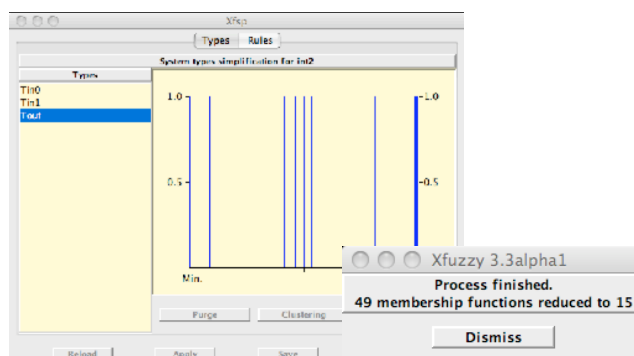 Xfsp
Types Rules
System types simplification for int2
Types
Tin0
Tin1
Tout
1.0 1.0
0.5 0.5
Min.
Purge Clustering
Reload Apply Save
Xfuzzy 3.3alpha1
Process finished.
49 membership functions reduced to 15
Dismiss